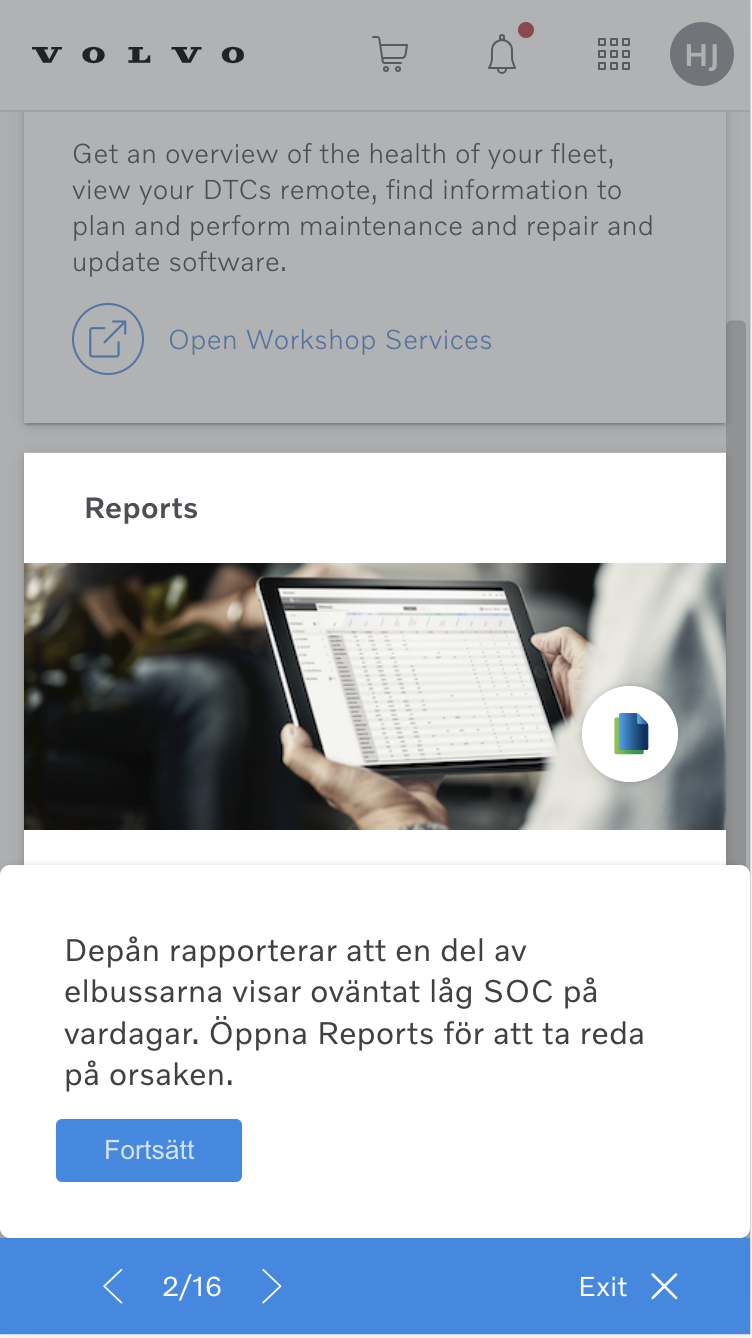 VOLVO
HJ
Get an overview of the health of your fleet,
view your DTCs remote, find information to
plan and perform maintenance and repair and
update software.
Open Workshop Services
Reports
Depån rapporterar att en del av
elbussarna visar oväntat låg SOC på
vardagar. Öppna Reports för att ta reda
på orsaken.
Fortsätt
2/16
Exit